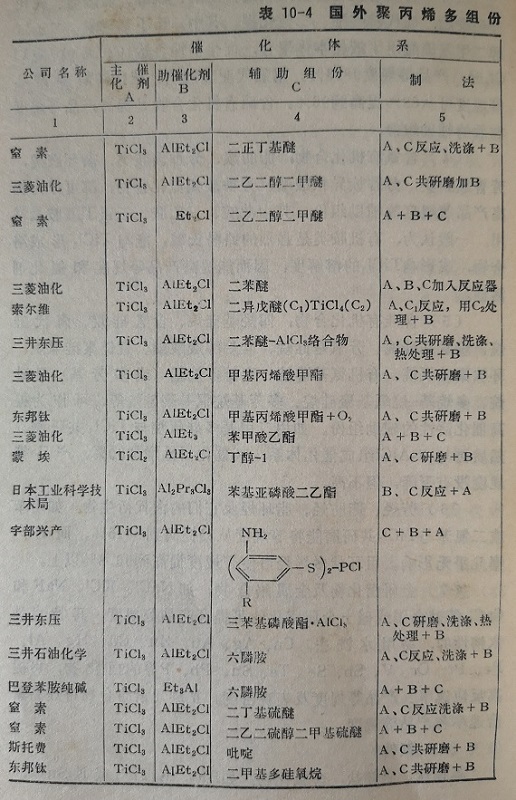 表 10-4 国外聚丙烯多组份
催 化 体 系
公司名称 主催化剂 A 助催化剂 B 辅助组份 C 制法
1 2 3 4 5
窒素 TiCl₃ AlEt₂Cl 二正丁基醚 A、C反应、洗涤＋B
三菱油化 TiCl₃ AlEt₂Cl 二乙二醇二甲醚 A、C共研磨加B
窒素 TiCl₃ Et₂Cl 二乙二醇二甲醚 A＋B＋C
三菱油化 TiCl₃ AlEt₂Cl 二苯醚 A、B、C加入反应器
索尔维 TiCl₃ AlEt₂Cl 二异戊醚(C₁)TiCl₄(C₂) A、C₁反应，用C₂处
理＋B
三井东压 TiCl₃ AlEt₂Cl 二苯醚-AlCl₃络合物 A，C共研磨、洗涤、
热处理＋B
三菱油化 TiCl₃ AlEt₂Cl 甲基丙烯酸甲酯 A、C共研磨＋B
东邦钛 TiCl₃ AlEt₂Cl 甲基丙烯酸甲酯＋O₂ A、C共研磨＋B
三菱油化 TiCl₃ AlEt₃ 苯甲酸乙酯 A＋B＋C
蒙埃 TiCl₂ AlEt₂C 丁醇-1 A、C研磨＋B
日本工业科学技 TiCl₃ Al₂Pr₃Cl₃ 苯基亚磷酸二乙酯 B、C反应＋A
术局
宇部兴产 TiCl₃ AlEt₂Cl C＋B＋A
NH₂
( S )₂-PCl
R
三井东压 TiCl₃ AlEt₂Cl 三苯基磷酸酯·AlCl₃ A、C研磨、洗涤、热
处理＋B
三井石油化学 TiCl₃ AlEt₂Cl 六膦胺 A、C反应、洗涤＋B
巴登苯胺纯碱 TiCl₃ Et₃Al 六膦胺 A＋B＋C
窒素 TiCl₃ AlEt₂Cl 二丁基硫醚 A、C反应洗涤＋B
窒素 TiCl₃ AlEt₂Cl 二乙二硫醇二甲基硫醚 A＋B＋C
斯托费 TiCl₃ AlEt₂Cl 吡啶 A、C共研磨＋B
东邦钛 TiCl₃ AlEt₂Cl 二甲基多硅氧烷 A、C共研磨＋B